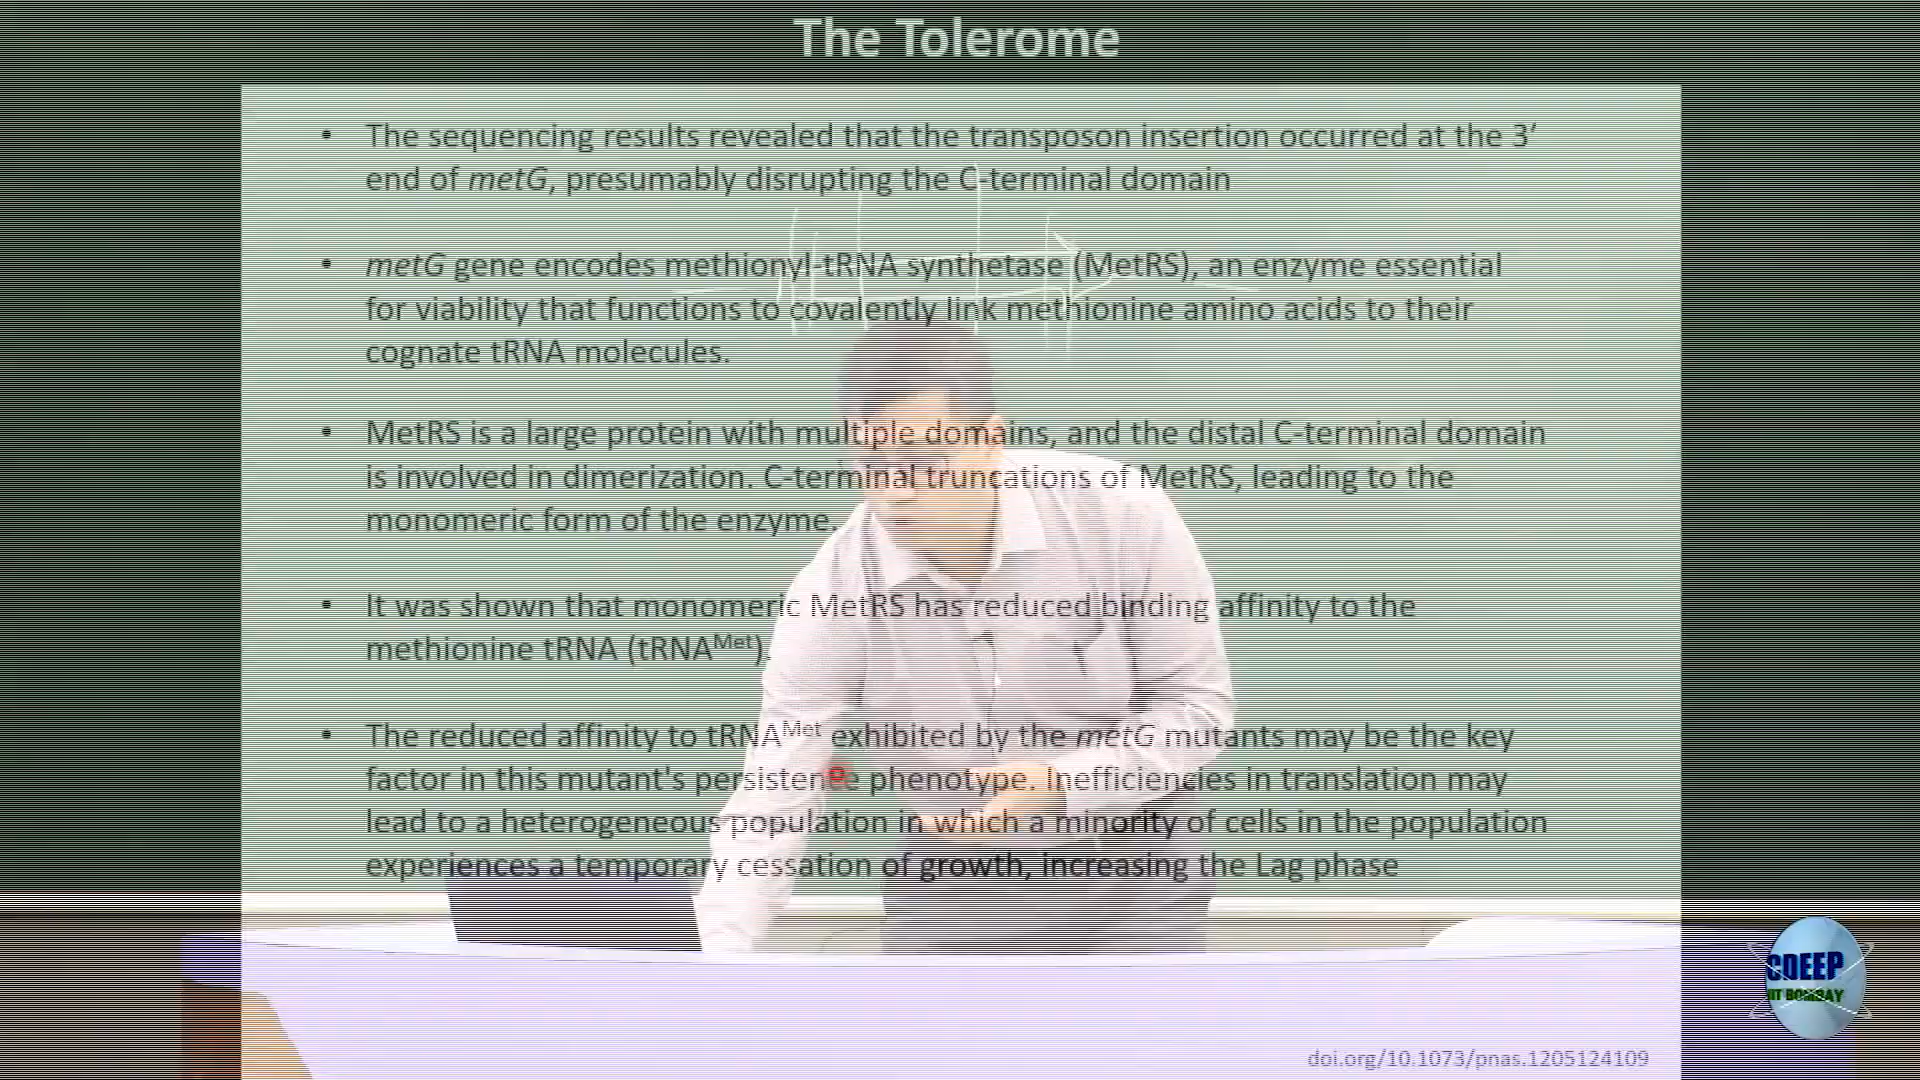 The Tolerome
• The sequencing results revealed that the transposon insertion occurred at the 3′
end of metG, presumably disrupting the C-terminal domain
• metG gene encodes methionyl-tRNA synthetase (MetRS), an enzyme essential
for viability that functions to covalently link methionine amino acids to their
cognate tRNA molecules.
• MetRS is a large protein with multiple domains, and the distal C-terminal domain
is involved in dimerization. C-terminal truncations of MetRS, leading to the
monomeric form of the enzyme.
• It was shown that monomeric MetRS has reduced binding affinity to the
methionine tRNA (tRNAMet).
• The reduced affinity to tRNAMet exhibited by the metG mutants may be the key
factor in this mutant's persistence phenotype. Inefficiencies in translation may
lead to a heterogeneous population in which a minority of cells in the population
experiences a temporary cessation of growth, increasing the Lag phase
CDEEP
IIT BOMBAY
doi.org/10.1073/pnas.1205124109